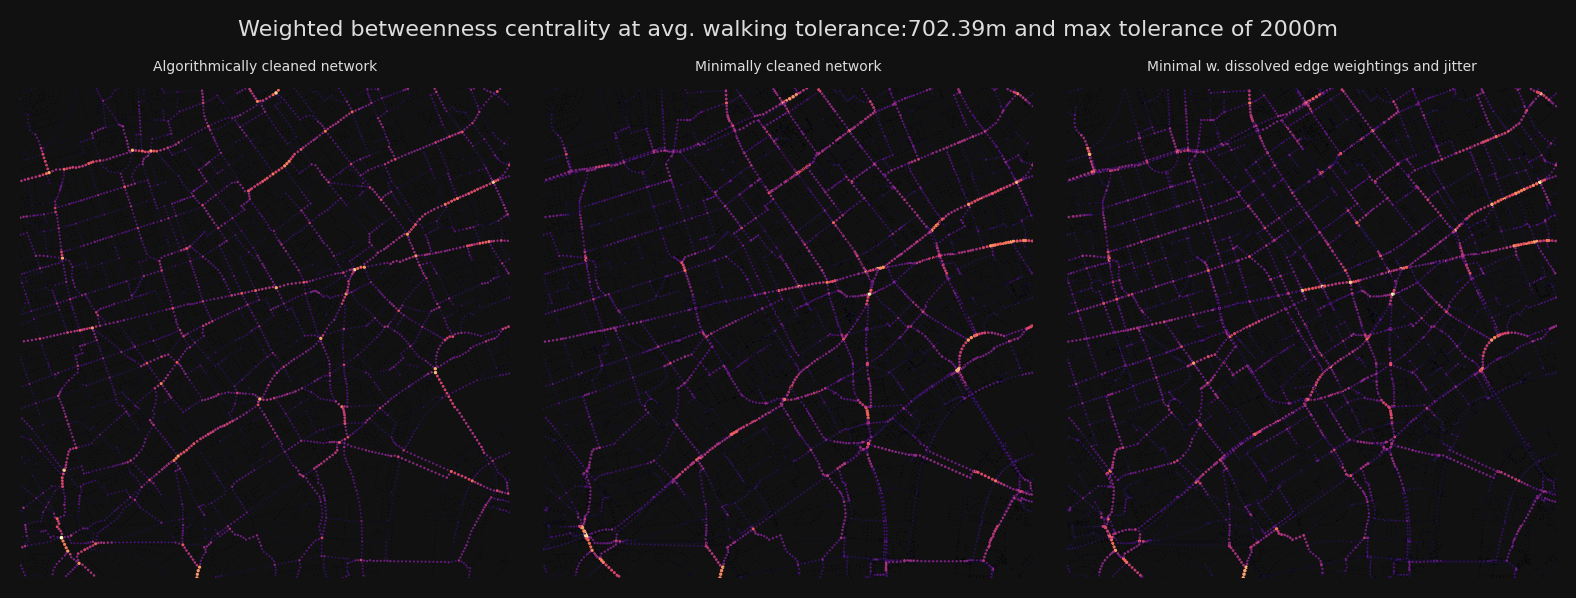 Weighted betweenness centrality at avg. walking tolerance:702.39m and max tolerance of 2000m
Algorithmically cleaned network
Minimally cleaned network
Minimal w. dissolved edge weightings and jitter